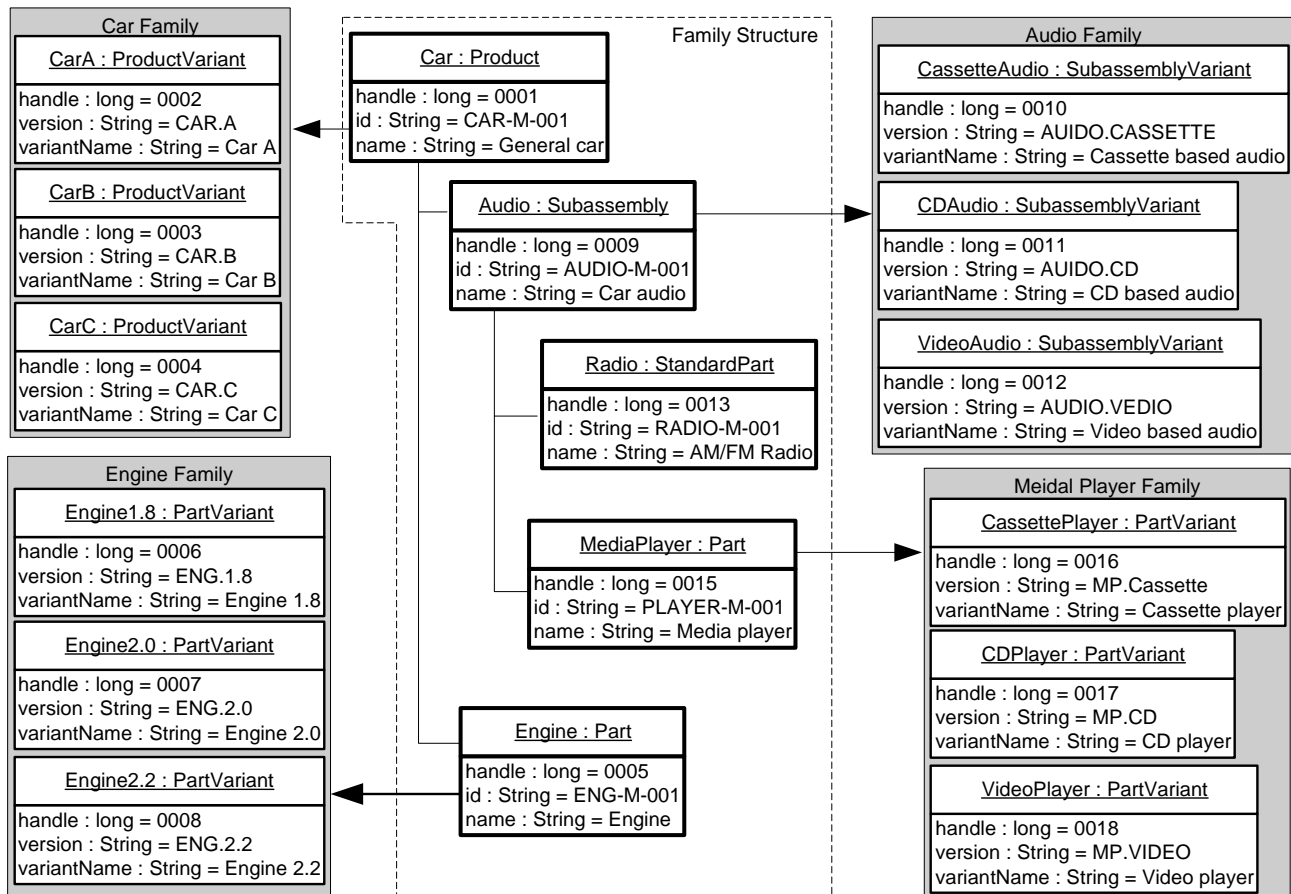 Car Family
CarA : ProductVariant
handle : long = 0002
version : String = CAR.A
variantName : String = Car A
CarB : ProductVariant
handle : long = 0003
version : String = CAR.B
variantName : String = Car B
CarC : ProductVariant
handle : long = 0004
version : String = CAR.C
variantName : String = Car C
Engine Family
Engine1.8 : PartVariant
handle : long = 0006
version : String = ENG.1.8
variantName : String = Engine 1.8
Engine2.0 : PartVariant
handle : long = 0007
version : String = ENG.2.0
variantName : String = Engine 2.0
Engine2.2 : PartVariant
handle : long = 0008
version : String = ENG.2.2
variantName : String = Engine 2.2
Family Structure
Car : Product
handle : long = 0001
id : String = CAR-M-001
name : String = General car
Audio : Subassembly
handle : long = 0009
id : String = AUDIO-M-001
name : String = Car audio
Radio : StandardPart
handle : long = 0013
id : String = RADIO-M-001
name : String = AM/FM Radio
MediaPlayer : Part
handle : long = 0015
id : String = PLAYER-M-001
name : String = Media player
Engine : Part
handle : long = 0005
id : String = ENG-M-001
name : String = Engine
Audio Family
CassetteAudio : SubassemblyVariant
handle : long = 0010
version : String = AUIDO.CASSETTE
variantName : String = Cassette based audio
CDAudio : SubassemblyVariant
handle : long = 0011
version : String = AUIDO.CD
variantName : String = CD based audio
VideoAudio : SubassemblyVariant
handle : long = 0012
version : String = AUDIO.VEDIO
variantName : String = Video based audio
Meidal Player Family
CassettePlayer : PartVariant
handle : long = 0016
version : String = MP.Cassette
variantName : String = Cassette player
CDPlayer : PartVariant
handle : long = 0017
version : String = MP.CD
variantName : String = CD player
VideoPlayer : PartVariant
handle : long = 0018
version : String = MP.VIDEO
variantName : String = Video player